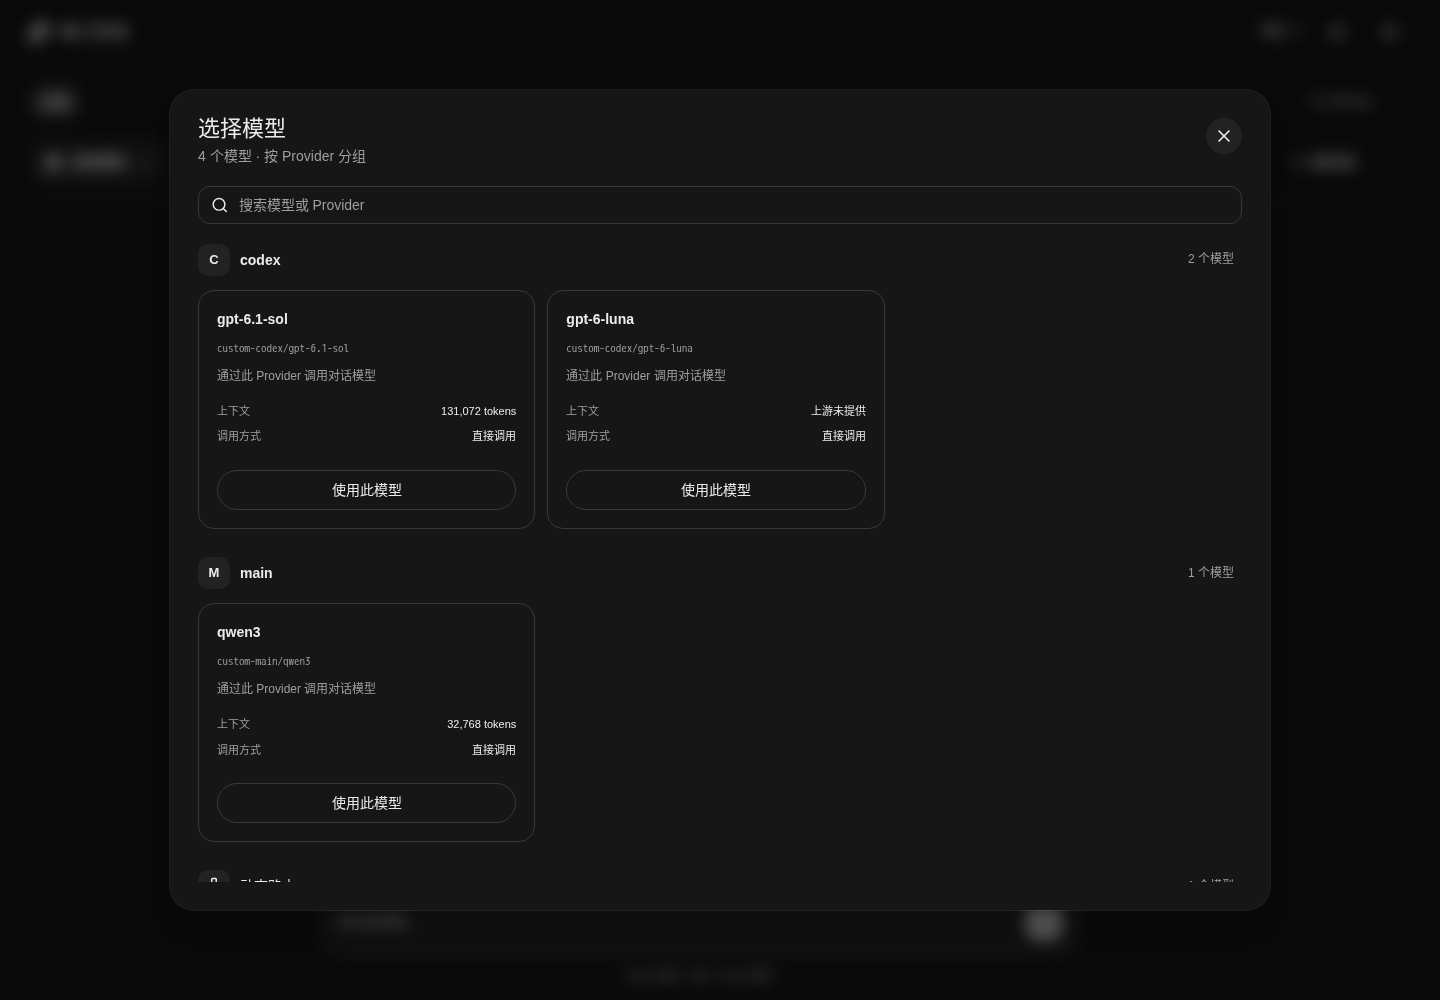 选择模型
4 个模型 · 按 Provider 分组
搜索模型或 Provider
C codex 2 个模型
gpt-6.1-sol
custom-codex/gpt-6.1-sol
通过此 Provider 调用对话模型
上下文 131,072 tokens
调用方式 直接调用
使用此模型
gpt-6-luna
custom-codex/gpt-6-luna
通过此 Provider 调用对话模型
上下文 上游未提供
调用方式 直接调用
使用此模型
M main 1 个模型
qwen3
custom-main/qwen3
通过此 Provider 调用对话模型
上下文 32,768 tokens
调用方式 直接调用
使用此模型